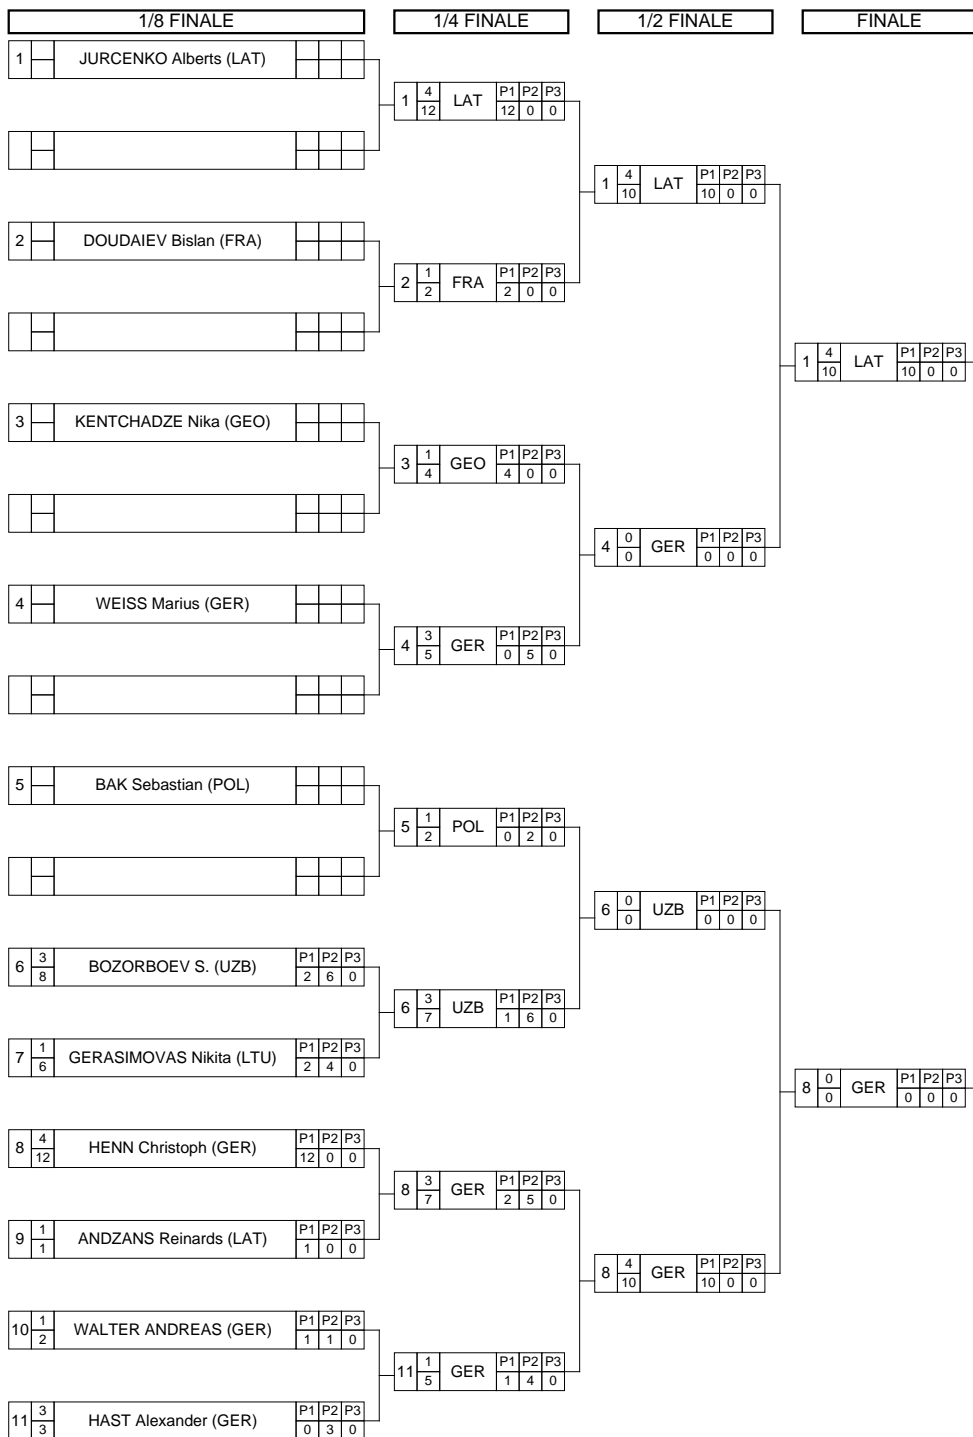 1/8 FINALE 1/4 FINALE 1/2 FINALE FINALE
1 JURCENKO Alberts (LAT)
1 4 LAT P1 P2 P3
12 12 0 0
1 4 LAT P1 P2 P3
10 10 0 0
2 DOUDAIEV Bislan (FRA)
2 1 FRA P1 P2 P3
2 2 0 0
1 4 LAT P1 P2 P3
10 10 0 0
3 KENTCHADZE Nika (GEO)
3 1 GEO P1 P2 P3
4 4 0 0
4 0 GER P1 P2 P3
0 0 0 0
4 WEISS Marius (GER)
4 3 GER P1 P2 P3
5 0 5 0
5 BAK Sebastian (POL)
5 1 POL P1 P2 P3
2 0 2 0
6 0 UZB P1 P2 P3
0 0 0 0
6 3 BOZORBOEV S. (UZB) P1 P2 P3
8 2 6 0
6 3 UZB P1 P2 P3
7 1 6 0
7 1 GERASIMOVAS Nikita (LTU) P1 P2 P3
6 2 4 0
8 0 GER P1 P2 P3
0 0 0 0
8 4 HENN Christoph (GER) P1 P2 P3
12 12 0 0
8 3 GER P1 P2 P3
7 2 5 0
9 1 ANDZANS Reinards (LAT) P1 P2 P3
1 1 0 0
8 4 GER P1 P2 P3
10 10 0 0
10 1 WALTER ANDREAS (GER) P1 P2 P3
2 1 1 0
11 1 GER P1 P2 P3
5 1 4 0
11 3 HAST Alexander (GER) P1 P2 P3
3 0 3 0